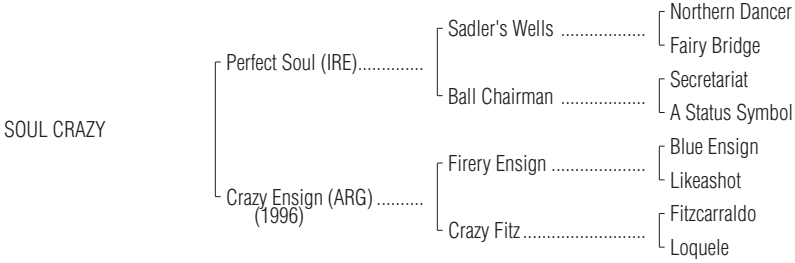 Northern Dancer
Sadler's Wells ...................
Fairy Bridge
Perfect Soul (IRE)..............
Secretariat
Ball Chairman ...................
A Status Symbol
SOUL CRAZY
Blue Ensign
Firery Ensign .....................
Likeashot
Crazy Ensign (ARG) ..........
(1996)
Fitzcarraldo
Crazy Fitz...........................
Loquele